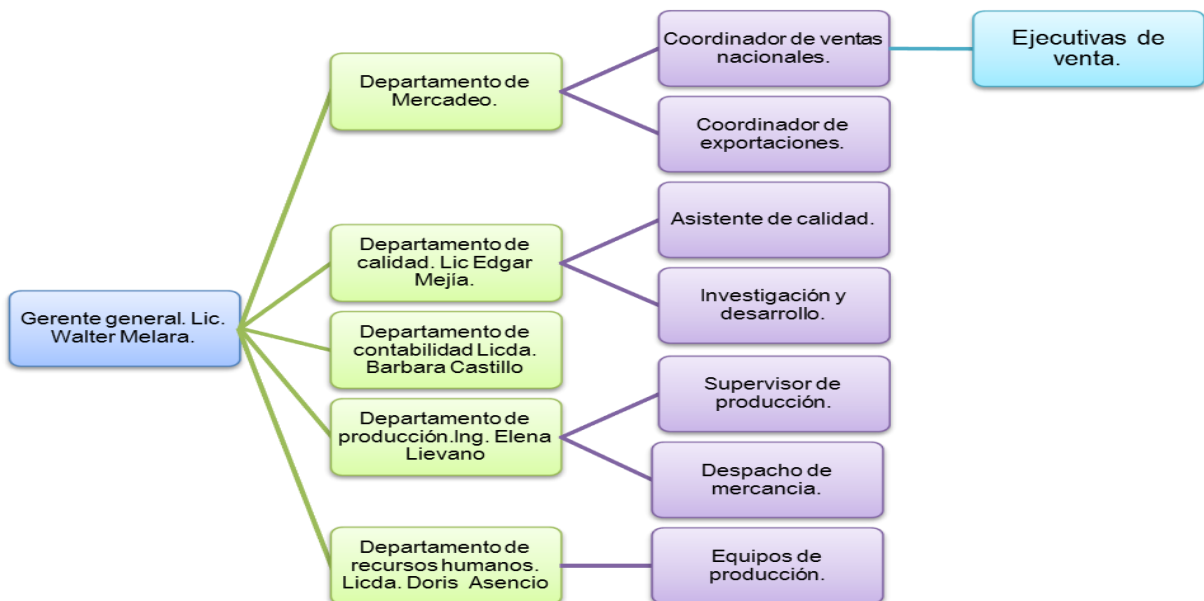 Gerente general. Lic.
Walter Melara.
Departamento de
Mercadeo.
Coordinador de ventas
nacionales.
Ejecutivas de
venta.
Coordinador de
exportaciones.
Departamento de
calidad. Lic Edgar
Mejía.
Asistente de calidad.
Investigación y
desarrollo.
Departamento de
contabilidad Licda.
Barbara Castillo
Departamento de
producción.Ing. Elena
Lievano
Supervisor de
producción.
Despacho de
mercancia.
Departamento de
recursos humanos.
Licda. Doris Asencio
Equipos de
producción.